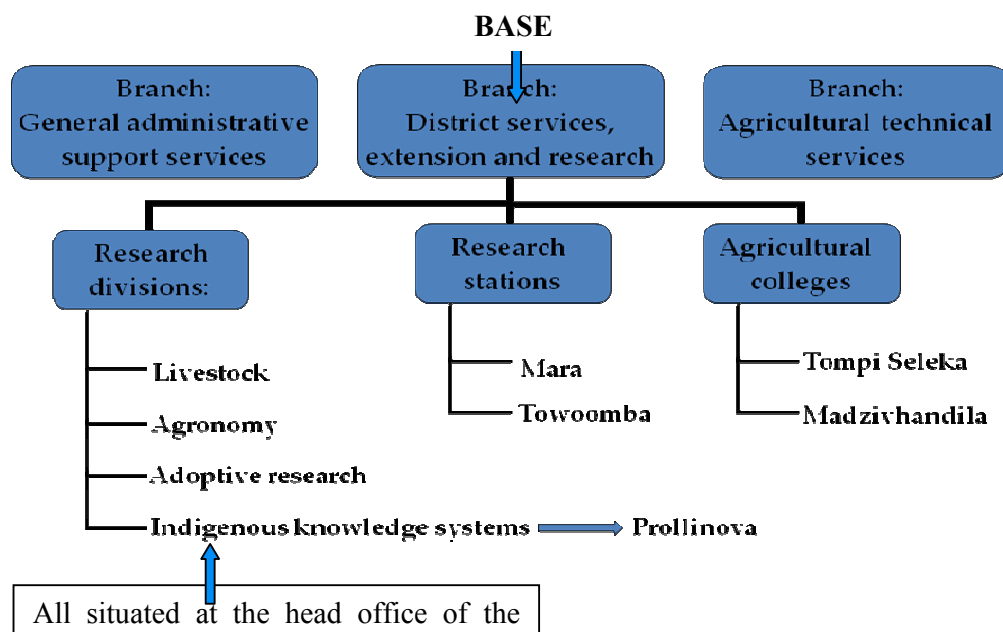 BASE
Branch:
General administrative
support services
Branch:
District services,
extension and research
Branch:
Agricultural technical
services
Research
divisions:
Livestock
Agronomy
Adoptive research
Indigenous knowledge systems
Prollinova
Research
stations
Mara
Towoomba
Agricultural
colleges
Tompi Seleka
Madzivhandila
All situated at the head office of the